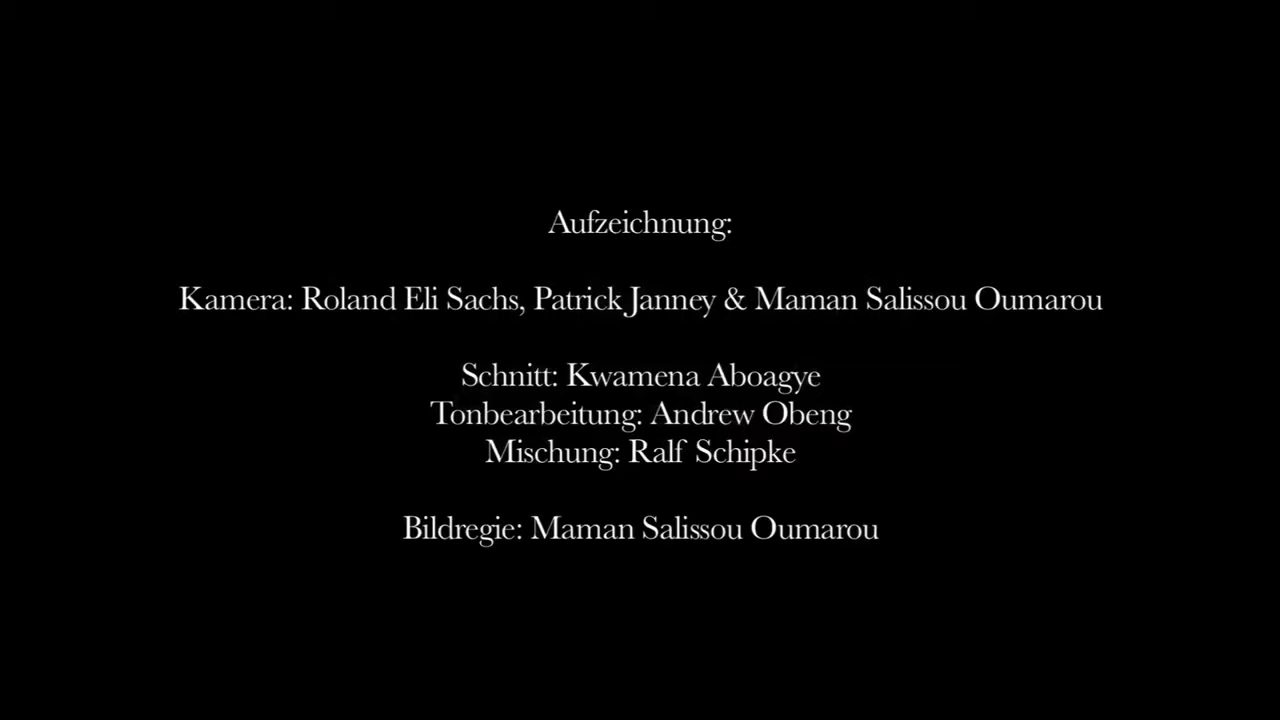 Aufzeichnung:
Kamera: Roland Eli Sachs, Patrick Janney & Maman Salissou Oumarou
Schnitt: Kwamena Aboagye
Tonbearbeitung: Andrew Obeng
Mischung: Ralf Schipke
Bildregie: Maman Salissou Oumarou